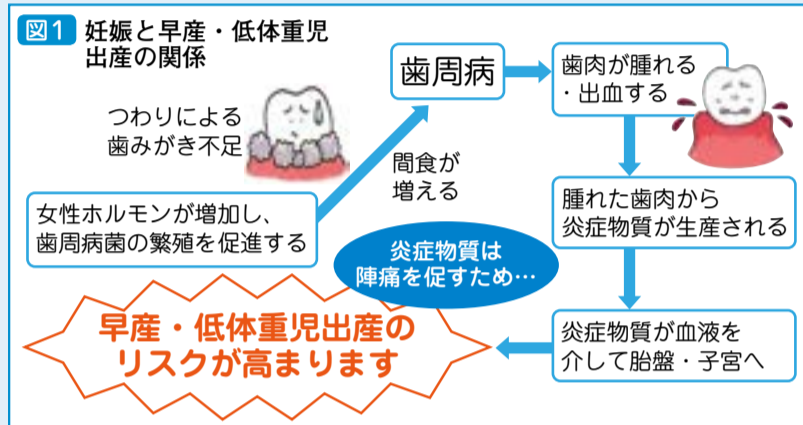 図1 妊娠と早産・低体重児
出産の関係
つわりによる
歯みがき不足
女性ホルモンが増加し、
歯周病菌の繁殖を促進する
間食が
増える
歯周病
歯肉が腫れる
・出血する
腫れた歯肉から
炎症物質が生産される
炎症物質が血液を
介して胎盤・子宮へ
炎症物質は
陣痛を促すため…
早産・低体重児出産の
リスクが高まります